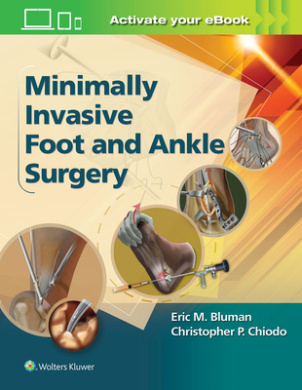 Activate your eBook
Minimally
Invasive
Foot and Ankle
Surgery
Eric M. Bluman
Christopher P. Chiodo
Wolters Kluwer